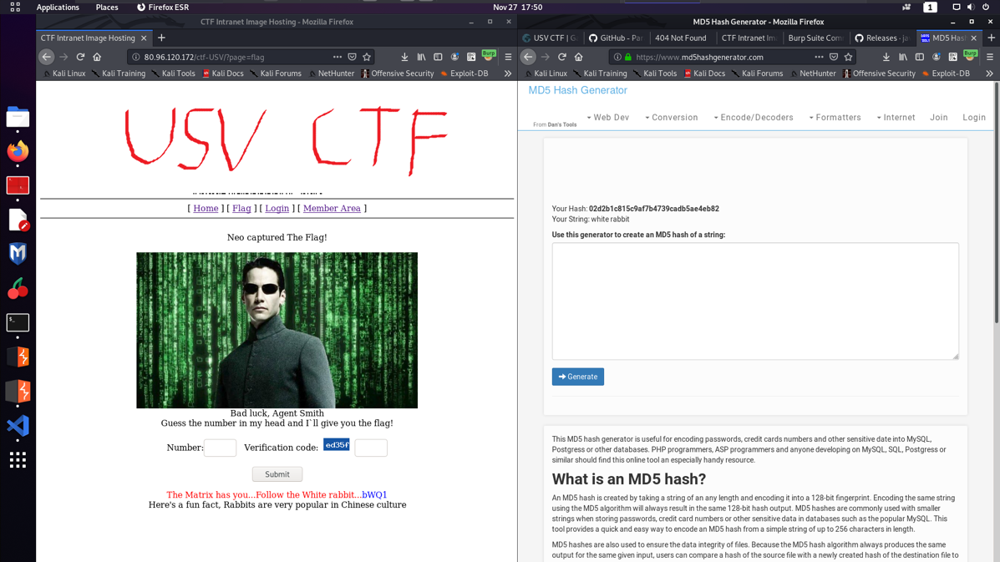 Applications Places Firefox ESR Nov 27 17:50 1
CTF Intranet Image Hosting - Mozilla Firefox
CTF Intranet Image Hosting
80.96.120.172/ctf-USV/?page=flag
Burp
Kali Linux Kali Training Kali Tools Kali Docs Kali Forums NetHunter Offensive Security Exploit-DB
USV CTF
[ Home ] [ Flag ] [ Login ] [ Member Area ]
Neo captured The Flag!
Bad luck, Agent Smith
Guess the number in my head and I`ll give you the flag!
Number: Verification code: ed35f
Submit
The Matrix has you...Follow the White rabbit...bWQ1
Here's a fun fact, Rabbits are very popular in Chinese culture
MD5 Hash Generator - Mozilla Firefox
USV CTF | G GitHub - Pa 404 Not Found CTF Intranet Im Burp Suite Com Releases · ja MD5 Hash
https://www.md5hashgenerator.com
Burp
Kali Linux Kali Training Kali Tools Kali Docs Kali Forums NetHunter Offensive Security Exploit-DB
MD5 Hash Generator
From Dan's Tools
Web Dev Conversion Encode/Decoders Formatters Internet Join Login
Your Hash: 02d2b1c815c9af7b4739cadb5ae4eb82
Your String: white rabbit
Use this generator to create an MD5 hash of a string:
Generate
This MD5 hash generator is useful for encoding passwords, credit cards numbers and other sensitive date into MySQL,
Postgress or other databases. PHP programmers, ASP programmers and anyone developing on MySQL, SQL, Postgress or
similar should find this online tool an especially handy resource.
What is an MD5 hash?
An MD5 hash is created by taking a string of an any length and encoding it into a 128-bit fingerprint. Encoding the same string
using the MD5 algorithm will always result in the same 128-bit hash output. MD5 hashes are commonly used with smaller
strings when storing passwords, credit card numbers or other sensitive data in databases such as the popular MySQL. This
tool provides a quick and easy way to encode an MD5 hash from a simple string of up to 256 characters in length.
MD5 hashes are also used to ensure the data integrity of files. Because the MD5 hash algorithm always produces the same
output for the same given input, users can compare a hash of the source file with a newly created hash of the destination file to